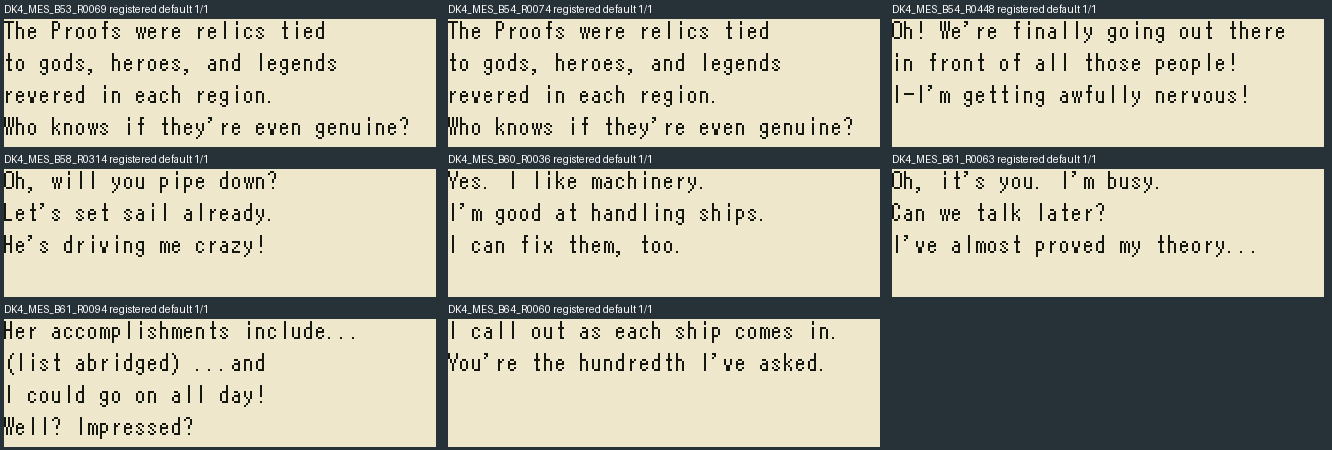 DK4_MES_B53_R0069 registered default 1/1
The Proofs were relics tied
to gods, heroes, and legends
revered in each region.
Who knows if they're even genuine?
DK4_MES_B54_R0074 registered default 1/1
The Proofs were relics tied
to gods, heroes, and legends
revered in each region.
Who knows if they're even genuine?
DK4_MES_B54_R0448 registered default 1/1
Oh! We're finally going out there
in front of all those people!
I-I'm getting awfully nervous!
DK4_MES_B58_R0314 registered default 1/1
Oh, will you pipe down?
Let's set sail already.
He's driving me crazy!
DK4_MES_B60_R0036 registered default 1/1
Yes. I like machinery.
I'm good at handling ships.
I can fix them, too.
DK4_MES_B61_R0063 registered default 1/1
Oh, it's you. I'm busy.
Can we talk later?
I've almost proved my theory...
DK4_MES_B61_R0094 registered default 1/1
Her accomplishments include...
(list abridged) ...and
I could go on all day!
Well? Impressed?
DK4_MES_B64_R0060 registered default 1/1
I call out as each ship comes in.
You're the hundredth I've asked.